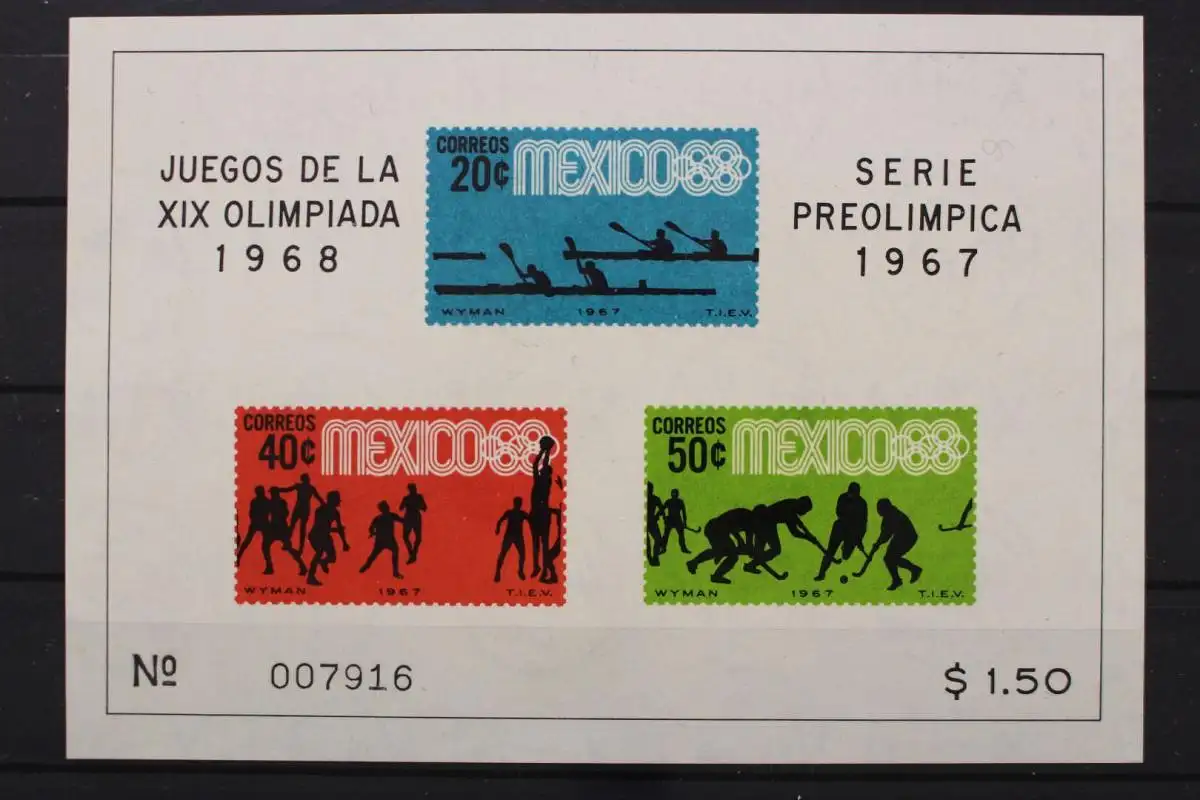 JUEGOS DE LA
XIX OLIMPIADA
1968
CORREOS
20¢ MEXICO68
WYMAN 1967 T.I.E.V.
SERIE
PREOLIMPICA
1967
CORREOS
40¢ MEXICO68
WYMAN 1967 T.I.E.V.
CORREOS
50¢ MEXICO68
WYMAN 1967 T.I.E.V.
Nº 007916
$ 1.50